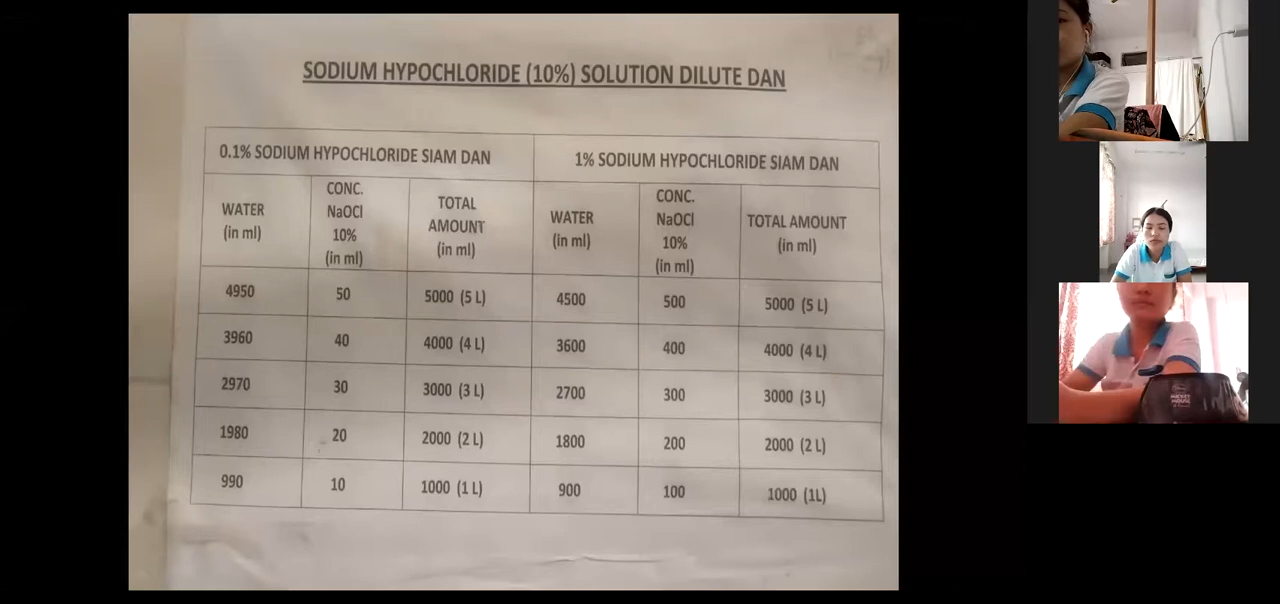 SODIUM HYPOCHLORIDE (10%) SOLUTION DILUTE DAN
0.1% SODIUM HYPOCHLORIDE SIAM DAN 1% SODIUM HYPOCHLORIDE SIAM DAN
WATER (in ml) CONC. NaOCl 10% (in ml) TOTAL AMOUNT (in ml) WATER (in ml) CONC. NaOCl 10% (in ml) TOTAL AMOUNT (in ml)
4950 50 5000 (5 L) 4500 500 5000 (5 L)
3960 40 4000 (4 L) 3600 400 4000 (4 L)
2970 30 3000 (3 L) 2700 300 3000 (3 L)
1980 20 2000 (2 L) 1800 200 2000 (2 L)
990 10 1000 (1 L) 900 100 1000 (1L)
MICKEY
MOUSE